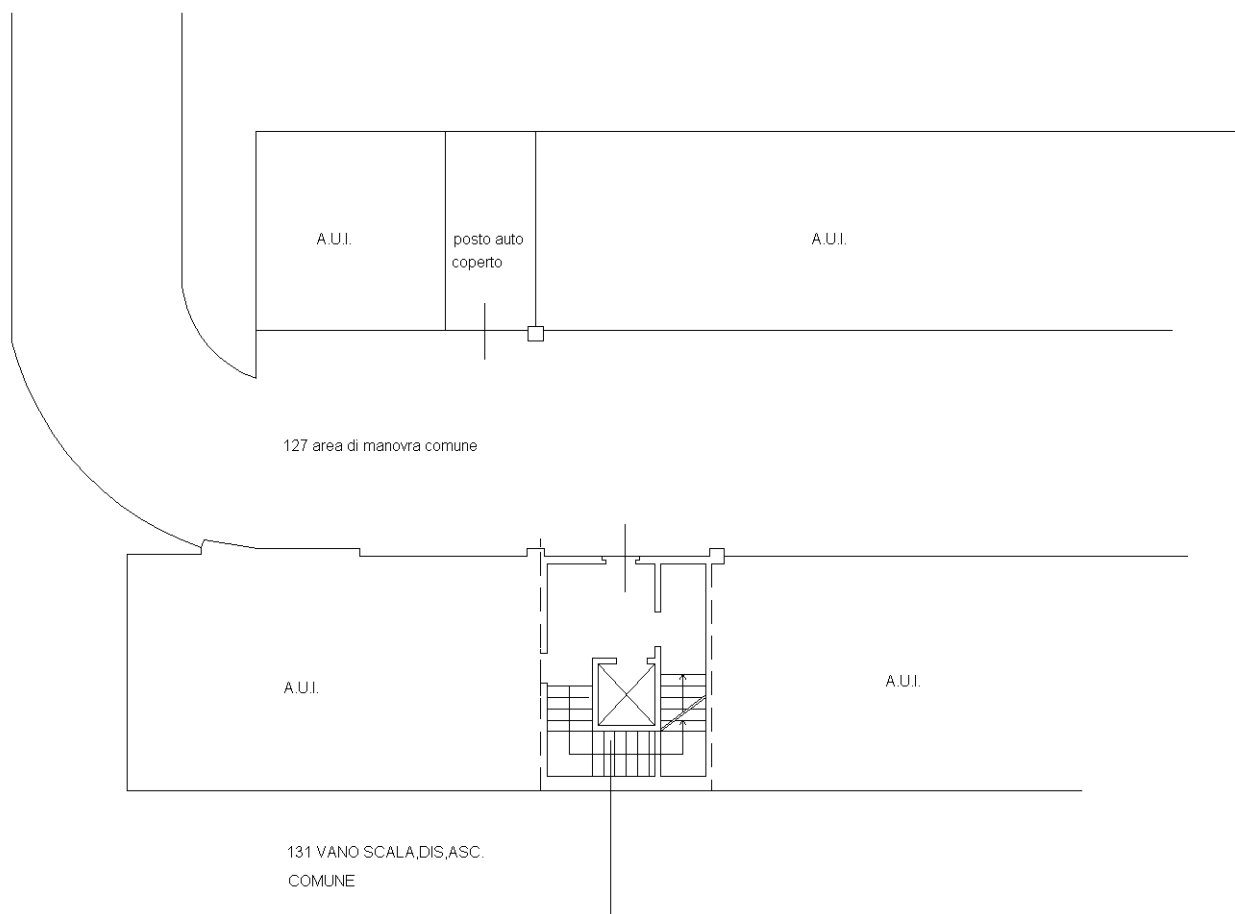 A.U.I.
posto auto
coperto
A.U.I.
127 area di manovra comune
A.U.I.
A.U.I.
131 VANO SCALA,DIS,ASC.
COMUNE